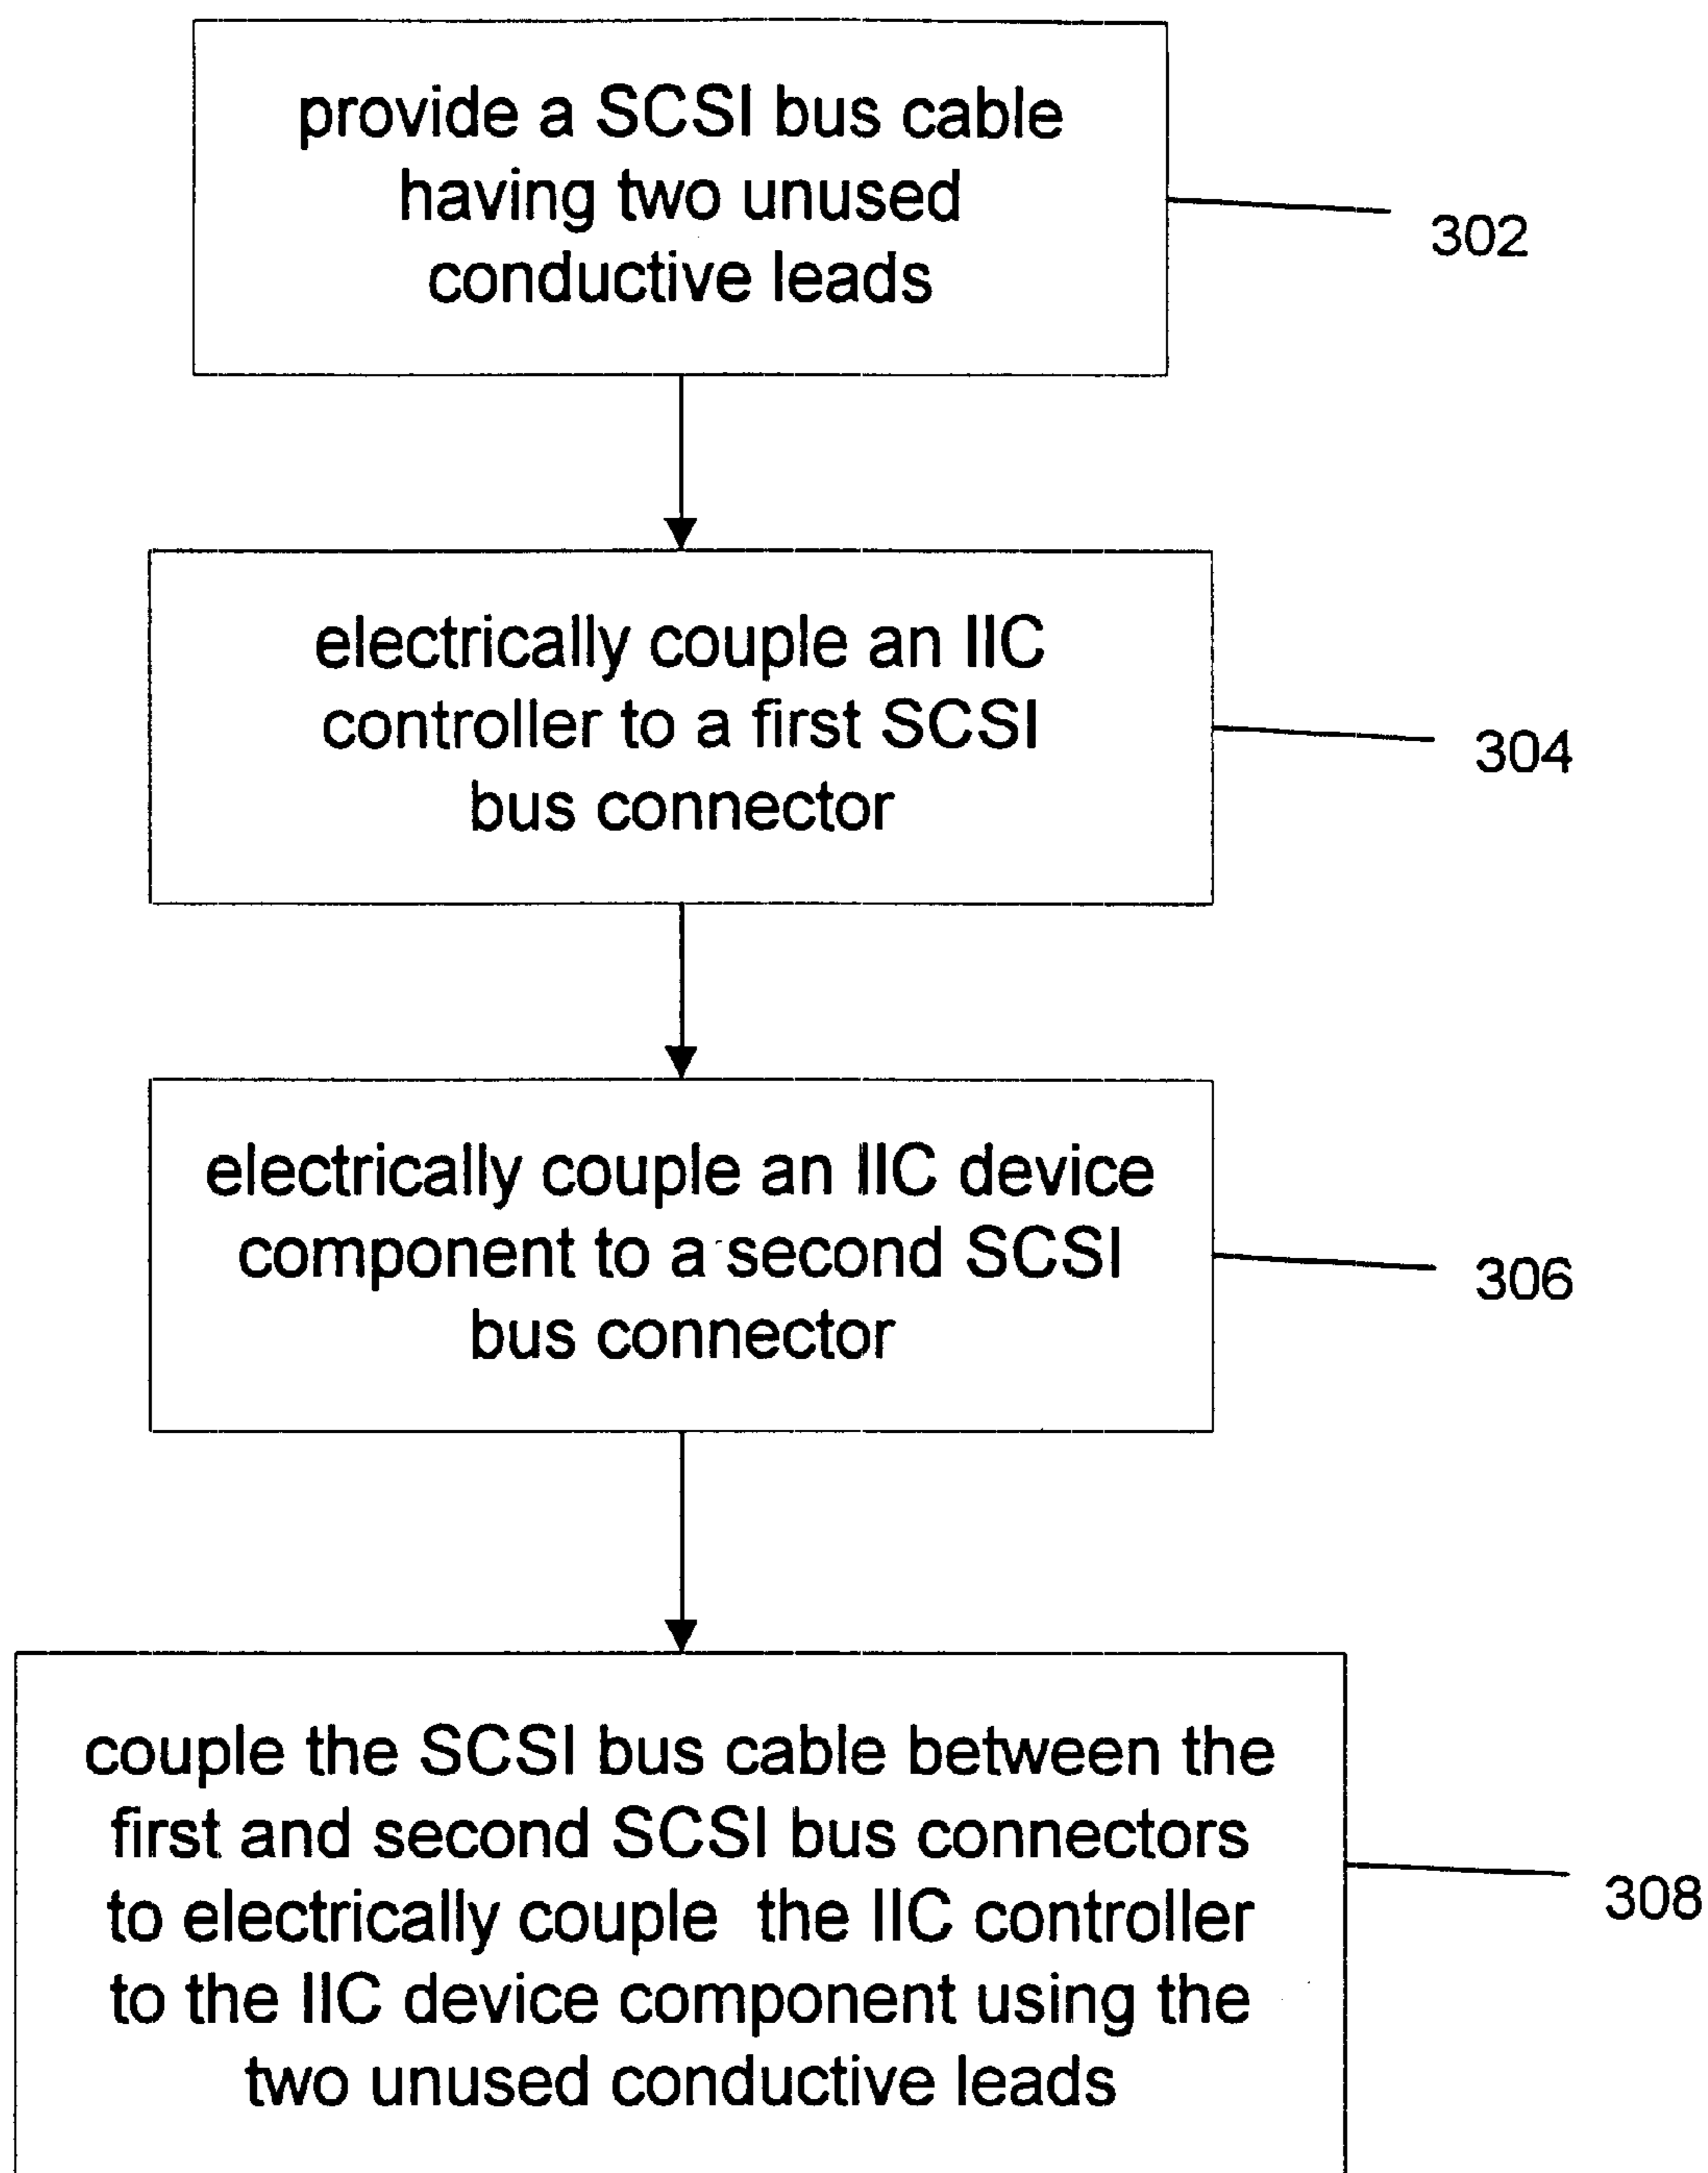 provide a SCSI bus cable
having two unused
conductive leads
302
electrically couple an IIC
controller to a first SCSI
bus connector
304
electrically couple an IIC device
component to a second SCSI
bus connector
306
couple the SCSI bus cable between the
first and second SCSI bus connectors
to electrically couple the IIC controller
to the IIC device component using the
two unused conductive leads
308